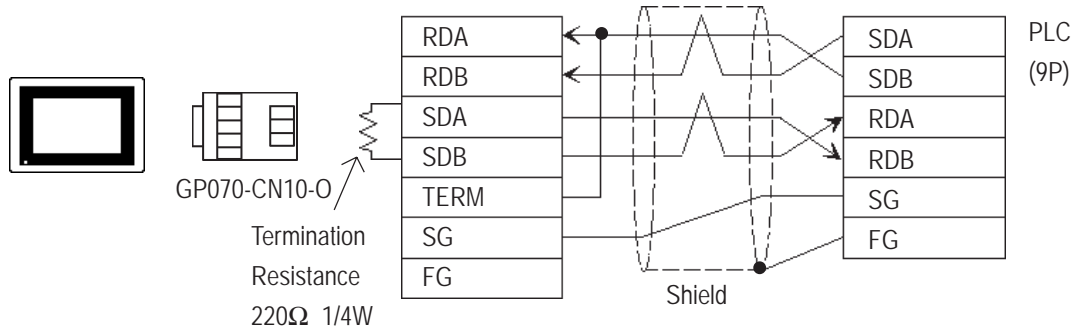 RDA
RDB
SDA
SDB
TERM
SG
FG
SDA
SDB
RDA
RDB
SG
FG
PLC
(9P)
GP070-CN10-O
Termination
Resistance
220Ω 1/4W
Shield